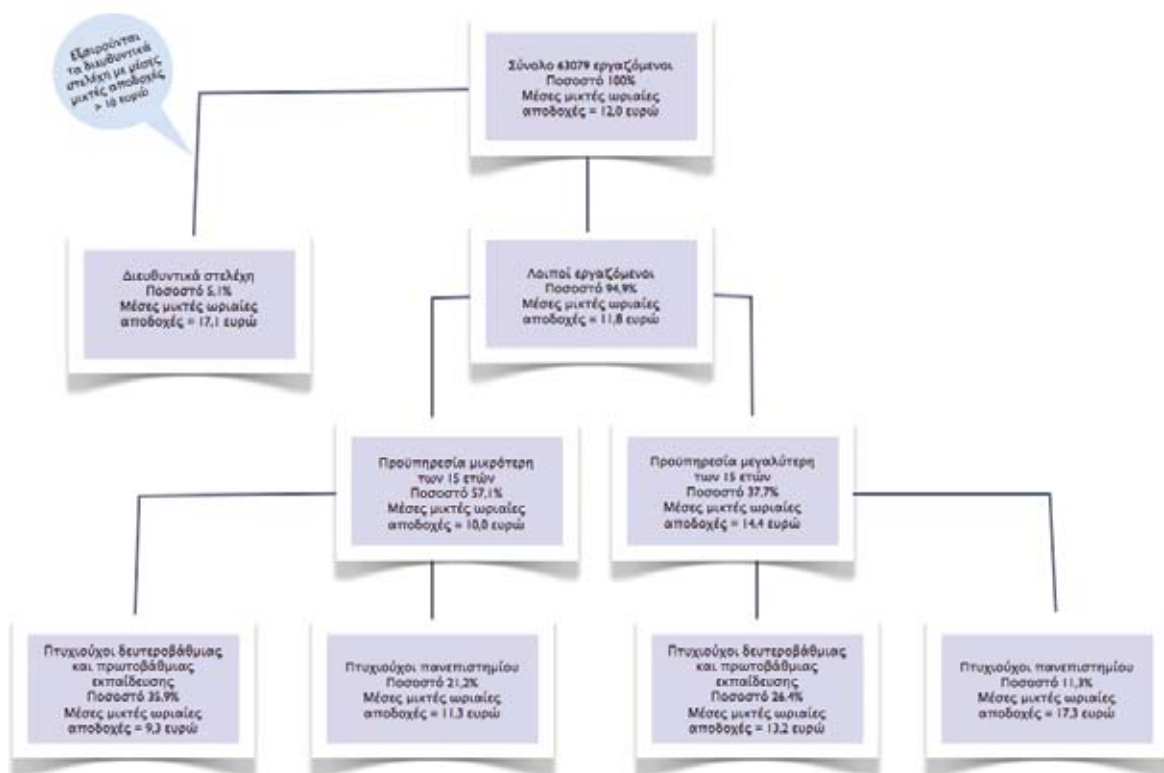 Εξαιρούνται
τα διευθυντικά
στελέχη με μέσες
μικτές αποδοχές
> 10 ευρώ
Σύνολο 63079 εργαζόμενοι
Ποσοστό 100%
Μέσες μικτές ωριαίες
αποδοχές = 12,0 ευρώ
Διευθυντικά στελέχη
Ποσοστό 5,1%
Μέσες μικτές ωριαίες
αποδοχές = 17,1 ευρώ
Λοιποί εργαζόμενοι
Ποσοστό 94,9%
Μέσες μικτές ωριαίες
αποδοχές = 11,8 ευρώ
Προϋπηρεσία μικρότερη
των 15 ετών
Ποσοστό 57,1%
Μέσες μικτές ωριαίες
αποδοχές = 10,0 ευρώ
Προϋπηρεσία μεγαλύτερη
των 15 ετών
Ποσοστό 37,7%
Μέσες μικτές ωριαίες
αποδοχές = 14,4 ευρώ
Πτυχιούχοι δευτεροβάθμιας
και πρωτοβάθμιας
εκπαίδευσης
Ποσοστό 35,9%
Μέσες μικτές ωριαίες
αποδοχές = 9,3 ευρώ
Πτυχιούχοι πανεπιστημίου
Ποσοστό 21,2%
Μέσες μικτές ωριαίες
αποδοχές = 11,3 ευρώ
Πτυχιούχοι δευτεροβάθμιας
και πρωτοβάθμιας
εκπαίδευσης
Ποσοστό 26,4%
Μέσες μικτές ωριαίες
αποδοχές = 13,2 ευρώ
Πτυχιούχοι πανεπιστημίου
Ποσοστό 11,3%
Μέσες μικτές ωριαίες
αποδοχές = 17,3 ευρώ